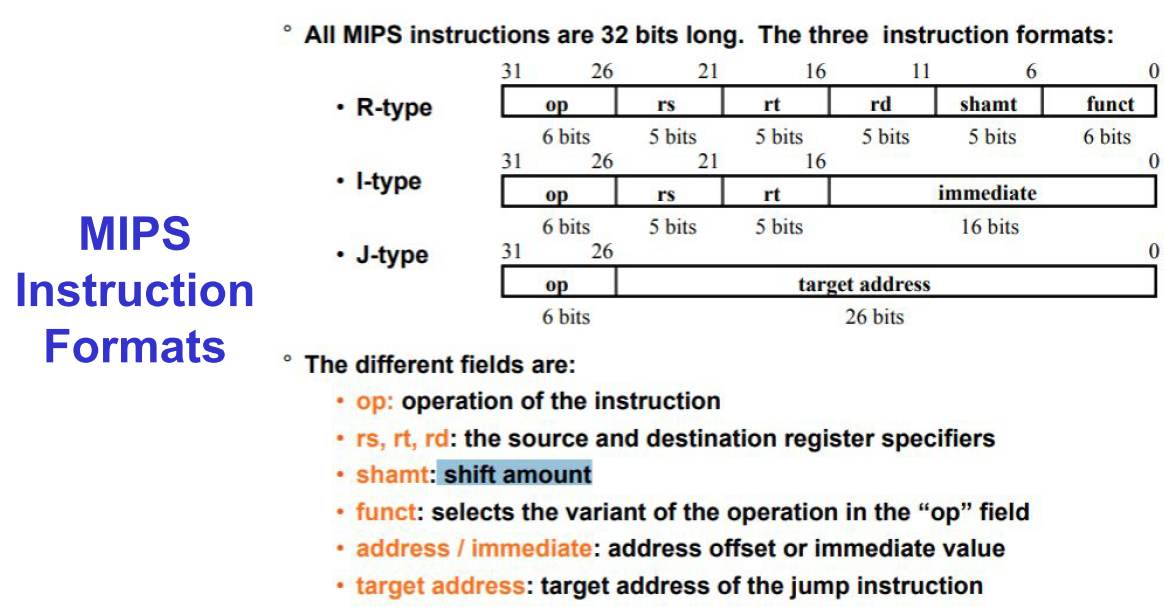 MIPS
Instruction
Formats
° All MIPS instructions are 32 bits long. The three instruction formats:
31 26 21 16 11 6 0
• R-type op rs rt rd shamt funct
6 bits 5 bits 5 bits 5 bits 5 bits 6 bits
31 26 21 16 0
• I-type op rs rt immediate
6 bits 5 bits 5 bits 16 bits
31 26 0
• J-type op target address
6 bits 26 bits
° The different fields are:
• op: operation of the instruction
• rs, rt, rd: the source and destination register specifiers
• shamt: shift amount
• funct: selects the variant of the operation in the “op” field
• address / immediate: address offset or immediate value
• target address: target address of the jump instruction